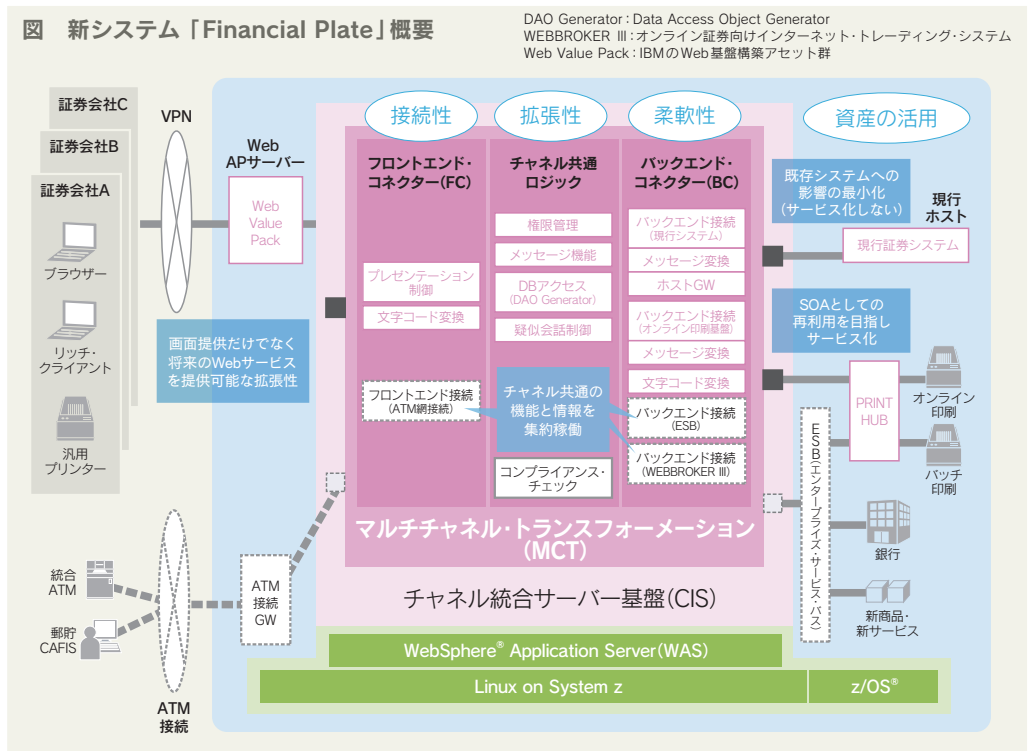 図 新システム「Financial Plate」概要
DAO Generator：Data Access Object Generator
WEBBROKER Ⅲ：オンライン証券向けインターネット・トレーディング・システム
Web Value Pack：IBMのWeb基盤構築アセット群
証券会社C
証券会社B
証券会社A
ブラウザー
リッチ・
クライアント
汎用
プリンター
VPN
Web
APサーバー
Web
Value
Pack
画面提供だけでなく
将来のWebサービス
を提供可能な拡張性
接続性
フロントエンド・
コネクター(FC)
プレゼンテーション
制御
文字コード変換
フロントエンド接続
(ATM網接続)
拡張性
チャネル共通
ロジック
権限管理
メッセージ機能
DBアクセス
(DAO Generator)
疑似会話制御
チャネル共通の
機能と情報を
集約稼働
コンプライアンス・
チェック
柔軟性
バックエンド・
コネクター(BC)
バックエンド接続
(現行システム)
メッセージ変換
ホストGW
バックエンド接続
(オンライン印刷基盤)
メッセージ変換
文字コード変換
バックエンド接続
(ESB)
バックエンド接続
(WEBBROKER Ⅲ)
マルチチャネル・トランスフォーメーション
(MCT)
チャネル統合サーバー基盤(CIS)
資産の活用
既存システムへの
影響の最小化
(サービス化しない)
現行
ホスト
現行証券システム
SOAとしての
再利用を目指し
サービス化
PRINT
HUB
オンライン
印刷
バッチ
印刷
ESB(エンタープライズ・サービス・バス)
銀行
新商品・
新サービス
統合
ATM
郵貯
CAFIS
ATM
接続
ATM
接続
GW
WebSphere® Application Server(WAS)
Linux on System z
z/OS®